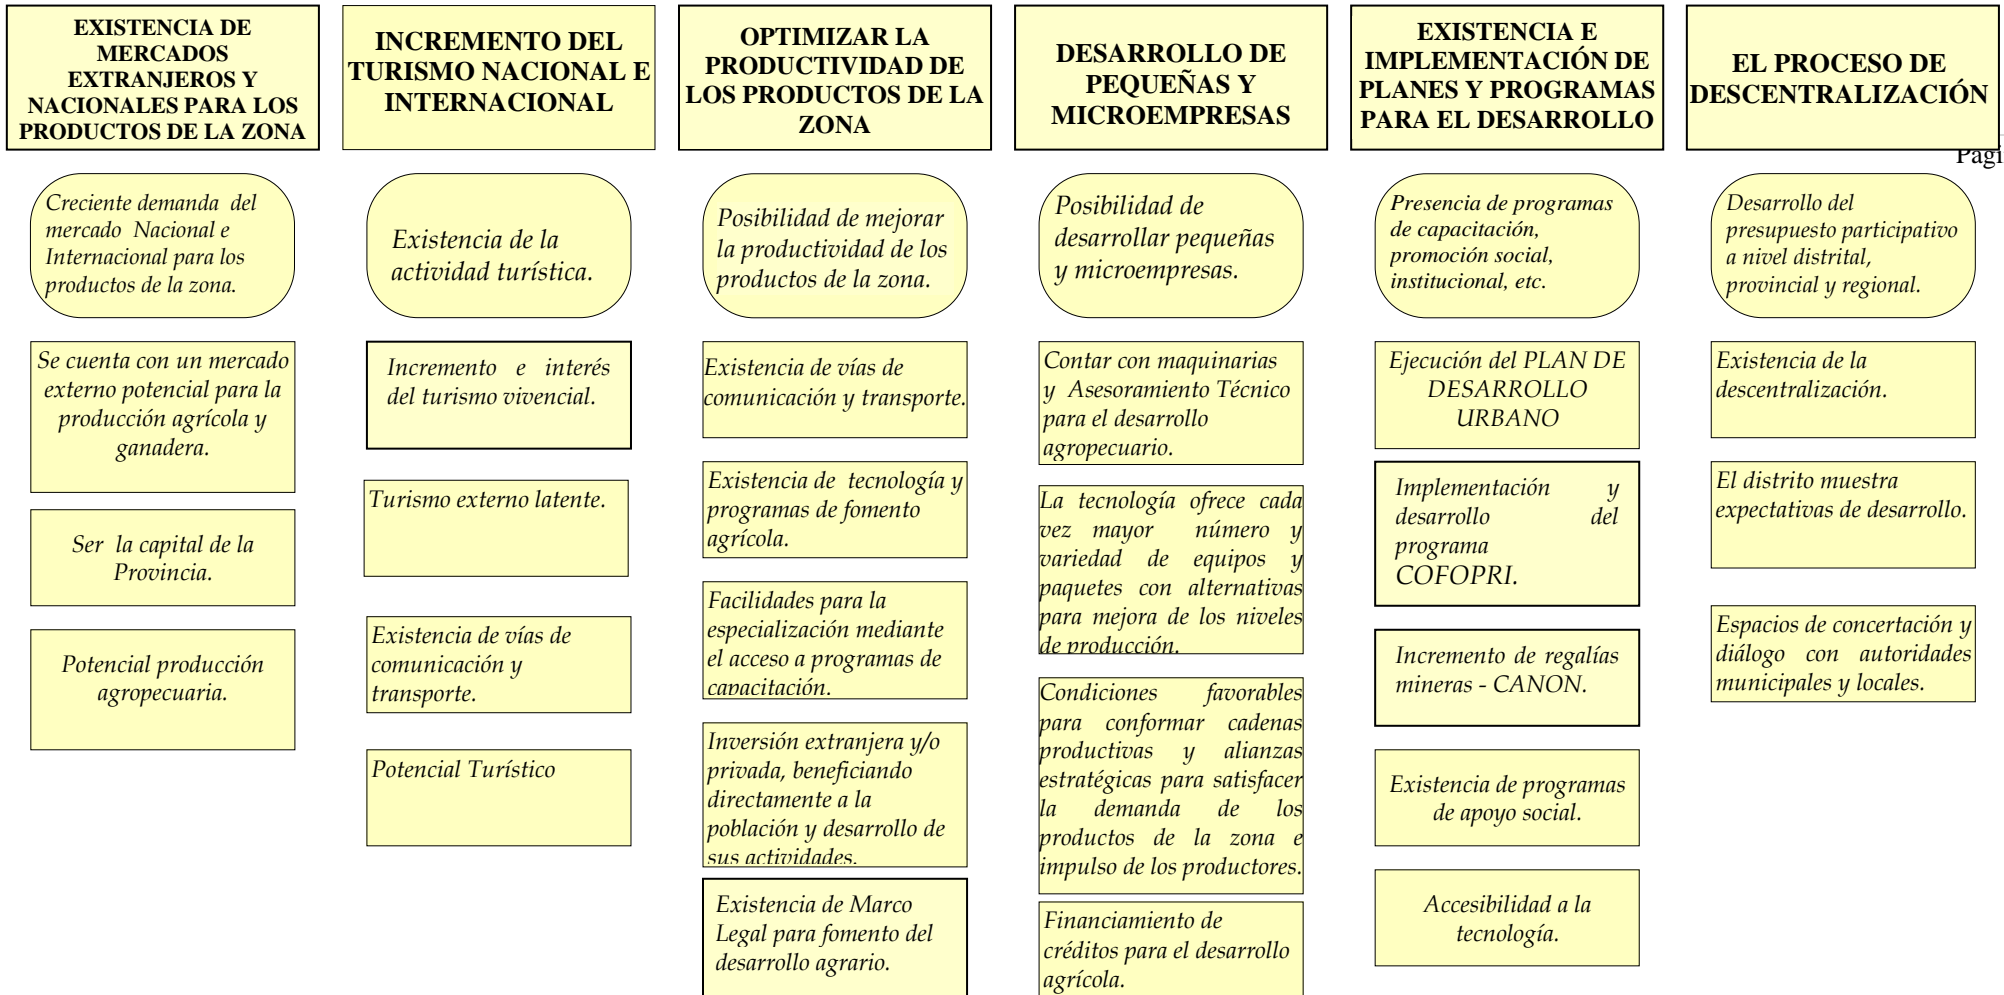 EXISTENCIA DE
MERCADOS
EXTRANJEROS Y
NACIONALES PARA LOS
PRODUCTOS DE LA ZONA
Creciente demanda del
mercado Nacional e
Internacional para los
productos de la zona.
Se cuenta con un mercado
externo potencial para la
producción agrícola y
ganadera.
Ser la capital de la
Provincia.
Potencial producción
agropecuaria.
INCREMENTO DEL
TURISMO NACIONAL E
INTERNACIONAL
Existencia de la
actividad turística.
Incremento e interés
del turismo vivencial.
Turismo externo latente.
Existencia de vías de
comunicación y
transporte.
Potencial Turístico
OPTIMIZAR LA
PRODUCTIVIDAD DE
LOS PRODUCTOS DE LA
ZONA
Posibilidad de mejorar
la productividad de los
productos de la zona.
Existencia de vías de
comunicación y transporte.
Existencia de tecnología y
programas de fomento
agrícola.
Facilidades para la
especialización mediante
el acceso a programas de
capacitación.
Inversión extranjera y/o
privada, beneficiando
directamente a la
población y desarrollo de
sus actividades.
Existencia de Marco
Legal para fomento del
desarrollo agrario.
DESARROLLO DE
PEQUEÑAS Y
MICROEMPRESAS
Posibilidad de
desarrollar pequeñas
y microempresas.
Contar con maquinarias
y Asesoramiento Técnico
para el desarrollo
agropecuario.
La tecnología ofrece cada
vez mayor número y
variedad de equipos y
paquetes con alternativas
para mejora de los niveles
de producción.
Condiciones favorables
para conformar cadenas
productivas y alianzas
estratégicas para satisfacer
la demanda de los
productos de la zona e
impulso de los productores.
Financiamiento de
créditos para el desarrollo
agrícola.
EXISTENCIA E
IMPLEMENTACIÓN DE
PLANES Y PROGRAMAS
PARA EL DESARROLLO
Presencia de programas
de capacitación,
promoción social,
institucional, etc.
Ejecución del PLAN DE
DESARROLLO
URBANO
Implementación y
desarrollo del
programa
COFOPRI.
Incremento de regalías
mineras - CANON.
Existencia de programas
de apoyo social.
Accesibilidad a la
tecnología.
EL PROCESO DE
DESCENTRALIZACIÓN
Pagi
Desarrollo del
presupuesto participativo
a nivel distrital,
provincial y regional.
Existencia de la
descentralización.
El distrito muestra
expectativas de desarrollo.
Espacios de concertación y
diálogo con autoridades
municipales y locales.